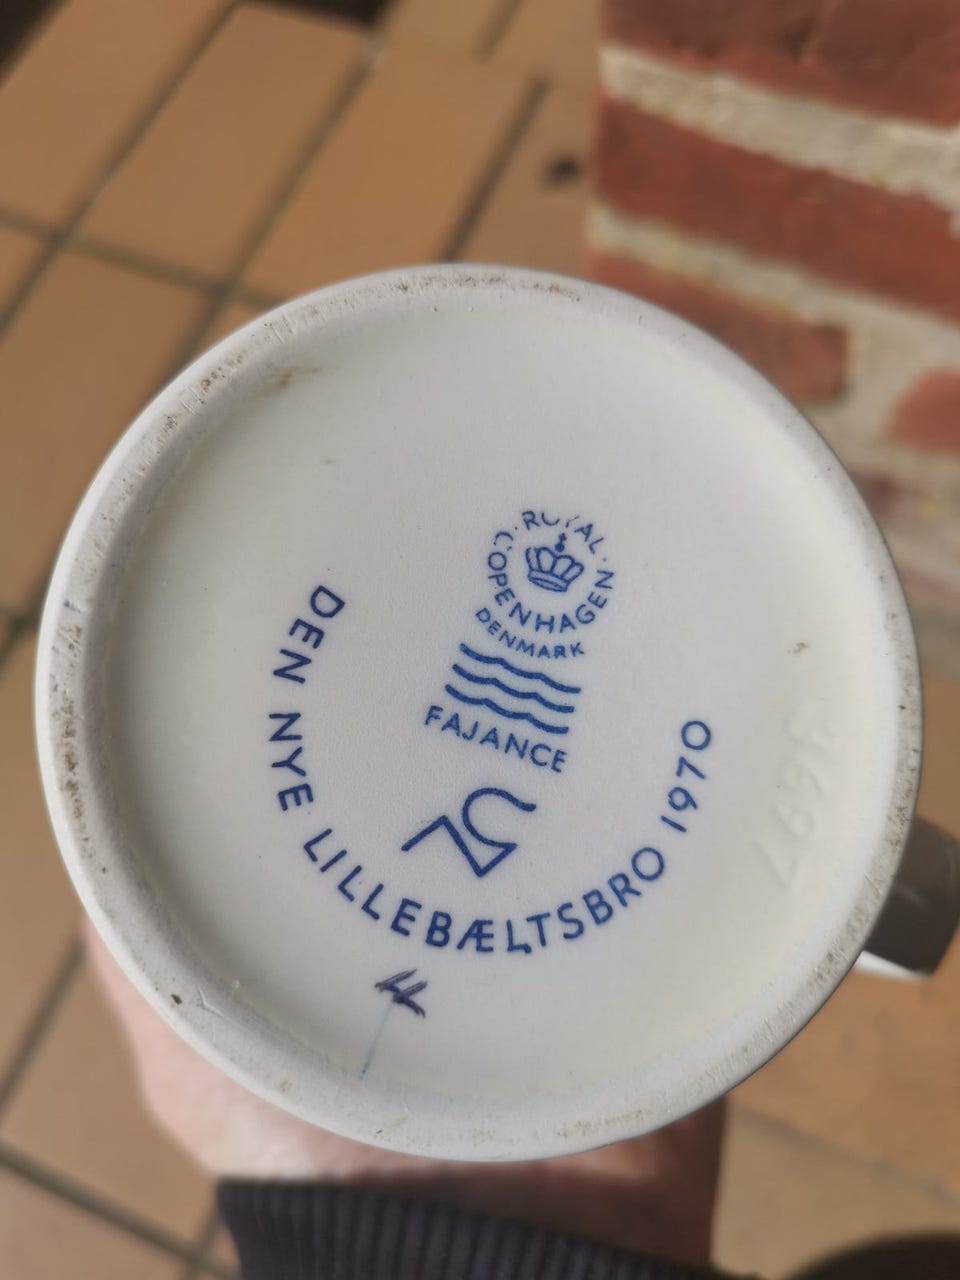 ROYAL COPENHAGEN
DENMARK
FAJANCE
DEN NYE LILLEBÆLTSBRO 1970